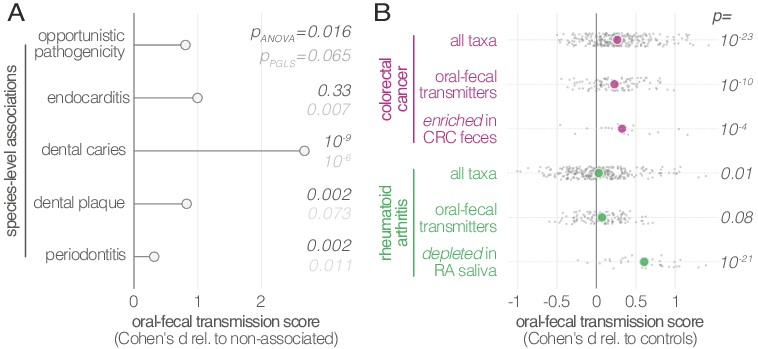 A
species-level associations
opportunistic
pathogenicity
pANOVA=0.016
pPGLS=0.065
endocarditis
0.33
0.007
dental caries
10-9
10-6
dental plaque
0.002
0.073
periodontitis
0.002
0.011
0 1 2
oral-fecal transmission score
(Cohen's d rel. to non-associated)
B
p=
colorectal
cancer
all taxa
10-23
oral-fecal
transmitters
10-10
enriched in
CRC feces
10-4
rheumatoid
arthritis
all taxa
0.01
oral-fecal
transmitters
0.08
depleted in
RA saliva
10-21
-1 -0.5 0 0.5 1
oral-fecal transmission score
(Cohen's d rel. to controls)